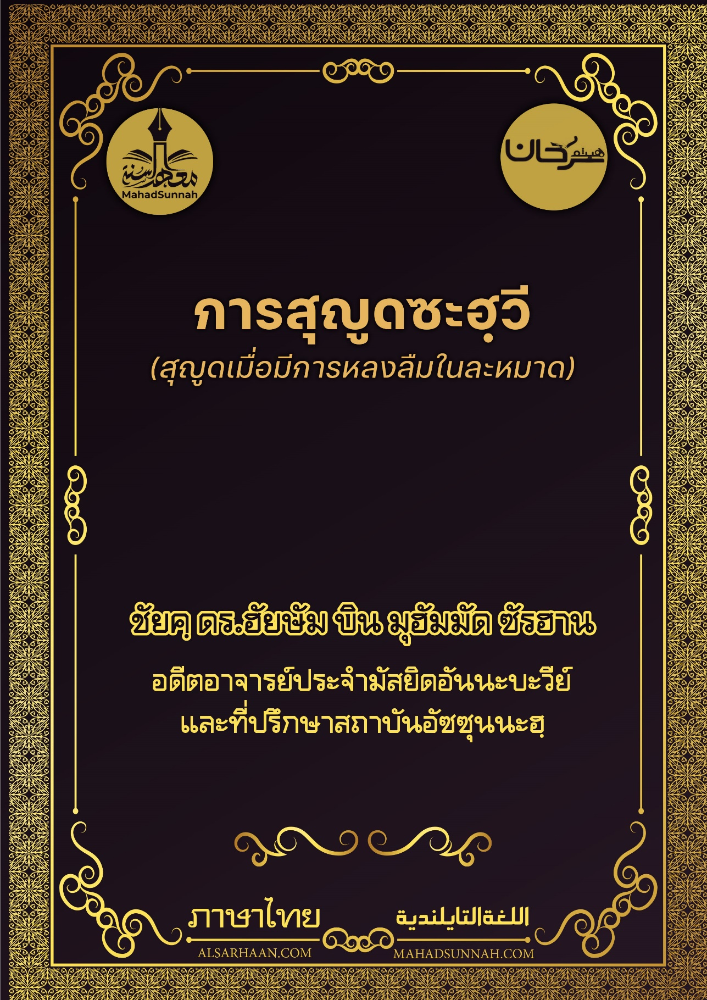 معهد السنة
MahadSunnah
هيثم سرحان
การสุญูดซะฮฺวี
(สุญูดเมื่อมีการหลงลืมในละหมาด)
ชัยคฺ ดร.ฮัยษัม บิน มุฮัมมัด ซัรฮาน
อดีตอาจารย์ประจำมัสยิดอันนะบะวีย์
และที่ปรึกษาสถาบันอัซซุนนะฮฺ
ภาษาไทย
اللغة التايلندية
ALSARHAAN.COM
MAHADSUNNAH.COM